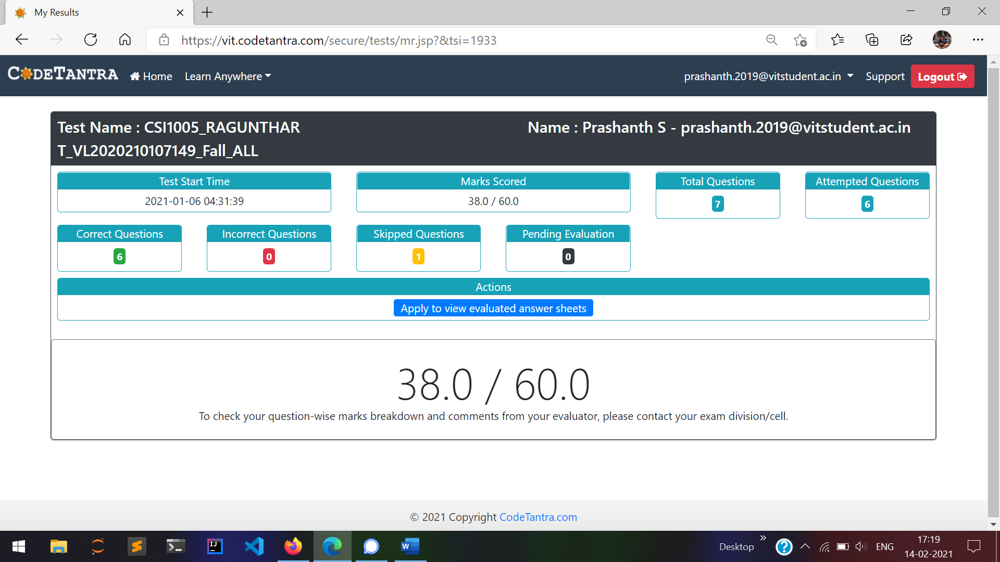 My Results
https://vit.codetantra.com/secure/tests/mr.jsp?&tsi=1933
CODETANTRA Home Learn Anywhere prashanth.2019@vitstudent.ac.in Support Logout
Test Name : CSI1005_RAGUNTHAR
T_VL2020210107149_Fall_ALL
Name : Prashanth S - prashanth.2019@vitstudent.ac.in
Test Start Time
2021-01-06 04:31:39
Marks Scored
38.0 / 60.0
Total Questions
7
Attempted Questions
6
Correct Questions
6
Incorrect Questions
0
Skipped Questions
1
Pending Evaluation
0
Actions
Apply to view evaluated answer sheets
38.0 / 60.0
To check your question-wise marks breakdown and comments from your evaluator, please contact your exam division/cell.
© 2021 Copyright CodeTantra.com
Desktop
ENG
17:19
14-02-2021